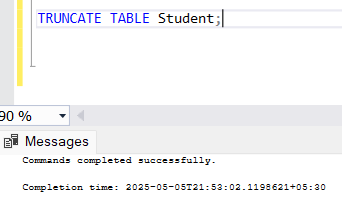 TRUNCATE TABLE Student;
90 %
Messages
Commands completed successfully.
Completion time: 2025-05-05T21:53:02.1198621+05:30